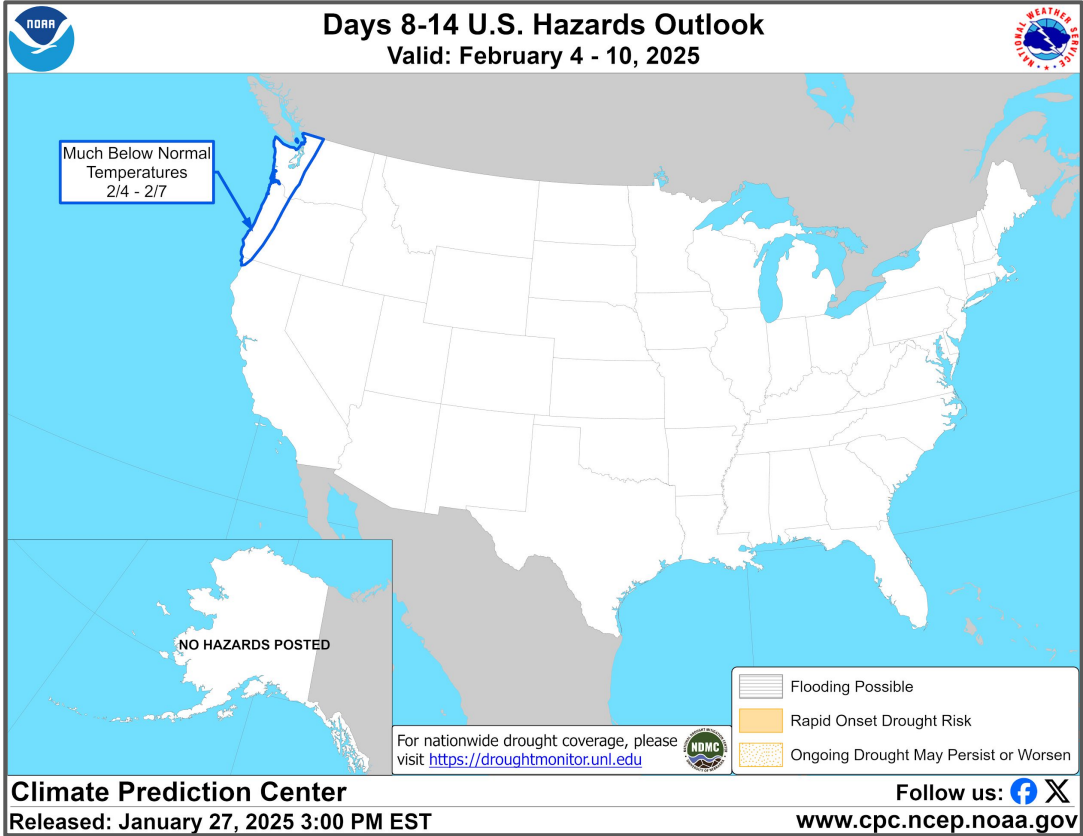 NOAA
Days 8-14 U.S. Hazards Outlook
Valid: February 4 - 10, 2025
NATIONAL WEATHER SERVICE
Much Below Normal
Temperatures
2/4 - 2/7
NO HAZARDS POSTED
Flooding Possible
Rapid Onset Drought Risk
Ongoing Drought May Persist or Worsen
For nationwide drought coverage, please
visit https://droughtmonitor.unl.edu
NDMC
Climate Prediction Center
Follow us:
Released: January 27, 2025 3:00 PM EST
www.cpc.ncep.noaa.gov